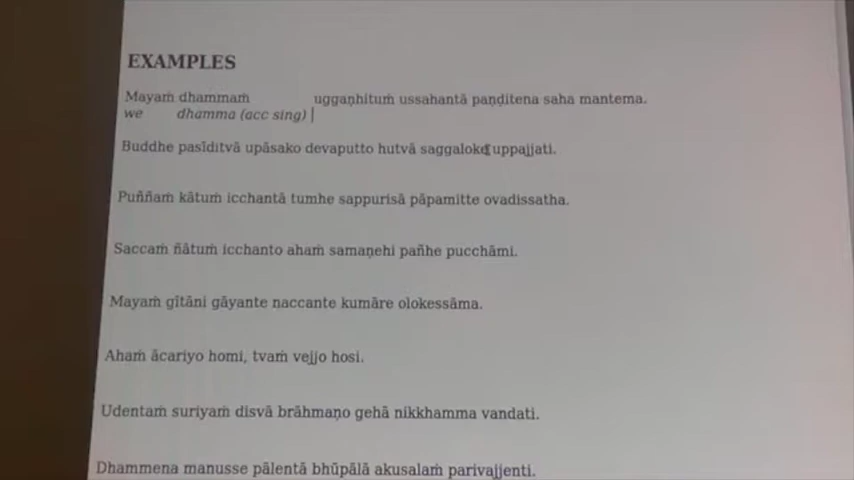 EXAMPLES
Mayaṁ dhammaṁ uggaṇhituṁ ussahantā paṇḍitena saha mantema.
we dhamma (acc sing)
Buddhe pasīditvā upāsako devaputto hutvā saggaloke uppajjati.
Puññaṁ kātuṁ icchantā tumhe sappurisā pāpamitte ovadissatha.
Saccaṁ ñātuṁ icchanto ahaṁ samaṇehi pañhe pucchāmi.
Mayaṁ gītāni gāyante naccante kumāre olokessāma.
Ahaṁ ācariyo homi, tvaṁ vejjo hosi.
Udentaṁ suriyaṁ disvā brāhmaṇo gehā nikkhamma vandati.
Dhammena manusse pālentā bhūpālā akusalaṁ parivajjenti.